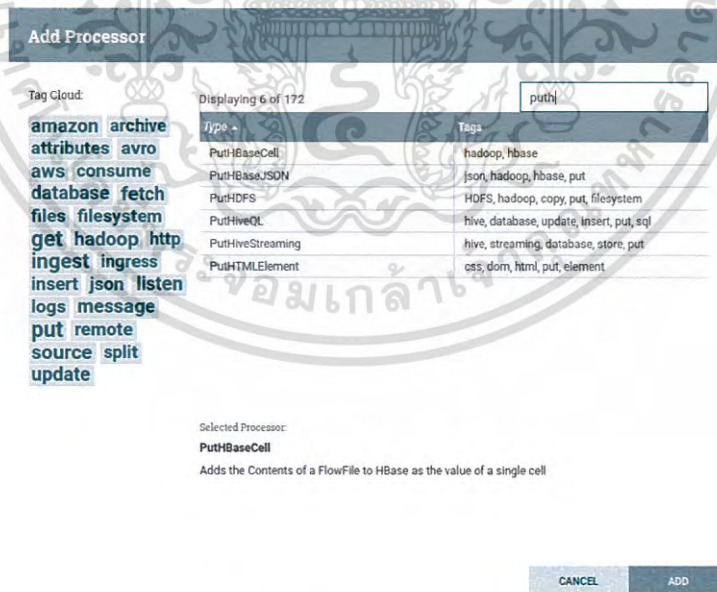 Add Processor
Tag Cloud:
amazon archive
attributes avro
aws consume
database fetch
files filesystem
get hadoop http
ingest ingress
insert json listen
logs message
put remote
source split
update
Displaying 6 of 172
puth
Type Tags
PutHBaseCell hadoop, hbase
PutHBaseJSON json, hadoop, hbase, put
PutHDFS HDFS, hadoop, copy, put, filesystem
PutHiveQL hive, database, update, insert, put, sql
PutHiveStreaming hive, streaming, database, store, put
PutHTMLElement css, dom, html, put, element
Selected Processor:
PutHBaseCell
Adds the Contents of a FlowFile to HBase as the value of a single cell
CANCEL ADD